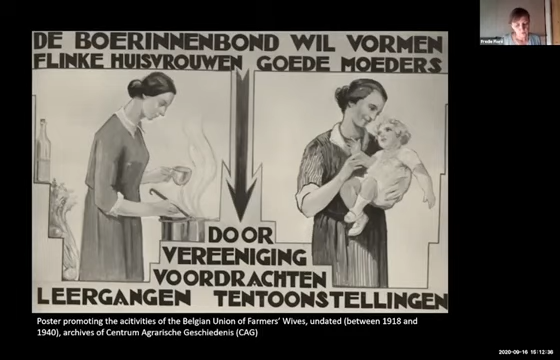 DE BOERINNENBOND WIL VORMEN
FLINKE HUISVROUWEN GOEDE MOEDERS
DOOR
VEREENIGING
VOORDRACHTEN
LEERGANGEN TENTOONSTELLINGEN
Poster promoting the acitivities of the Belgian Union of Farmers' Wives, undated (between 1918 and
1940), archives of Centrum Agrarische Geschiedenis (CAG)
2020-09-16 15:12:36